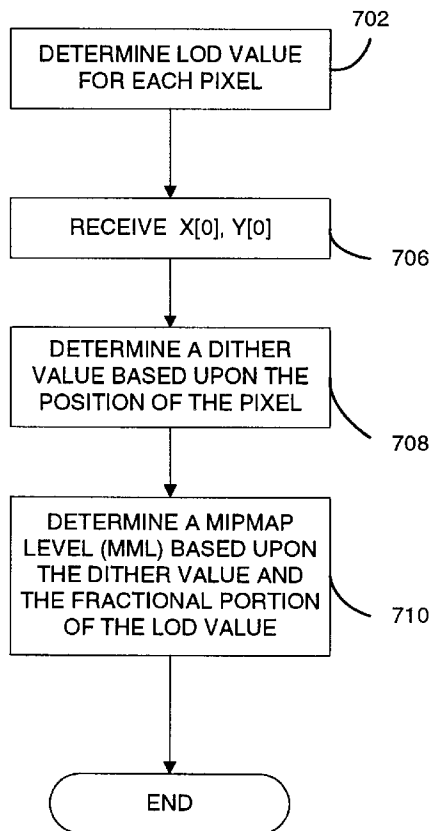 702
DETERMINE LOD VALUE
FOR EACH PIXEL
RECEIVE X[0], Y[0]
706
DETERMINE A DITHER
VALUE BASED UPON THE
POSITION OF THE PIXEL
708
DETERMINE A MIPMAP
LEVEL (MML) BASED UPON
THE DITHER VALUE AND
THE FRACTIONAL PORTION
OF THE LOD VALUE
710
END